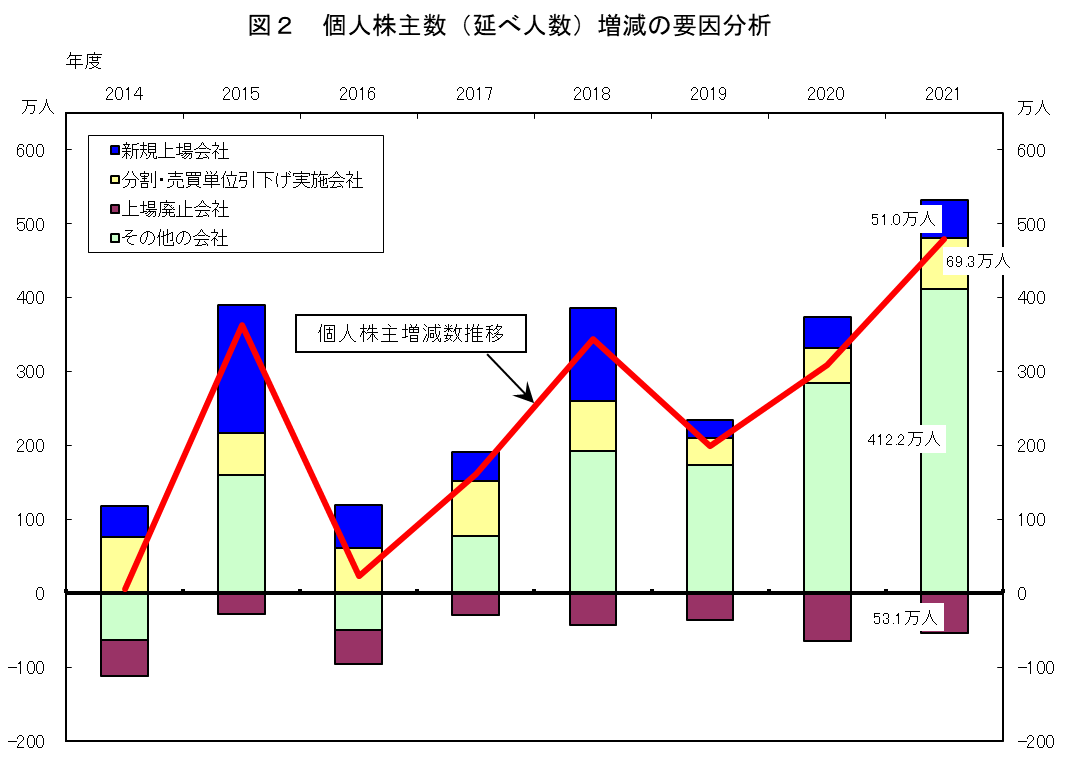 図２　個人株主数（延べ人数）増減の要因分析
年度
2014 2015 2016 2017 2018 2019 2020 2021
万人 万人
新規上場会社
分割・売買単位引下げ実施会社
上場廃止会社
その他の会社
個人株主増減数推移
600 600
500 51.0万人 500
69.3万人
400 400
300 300
200 412.2万人 200
100 100
0 0
53.1万人
-100 -100
-200 -200